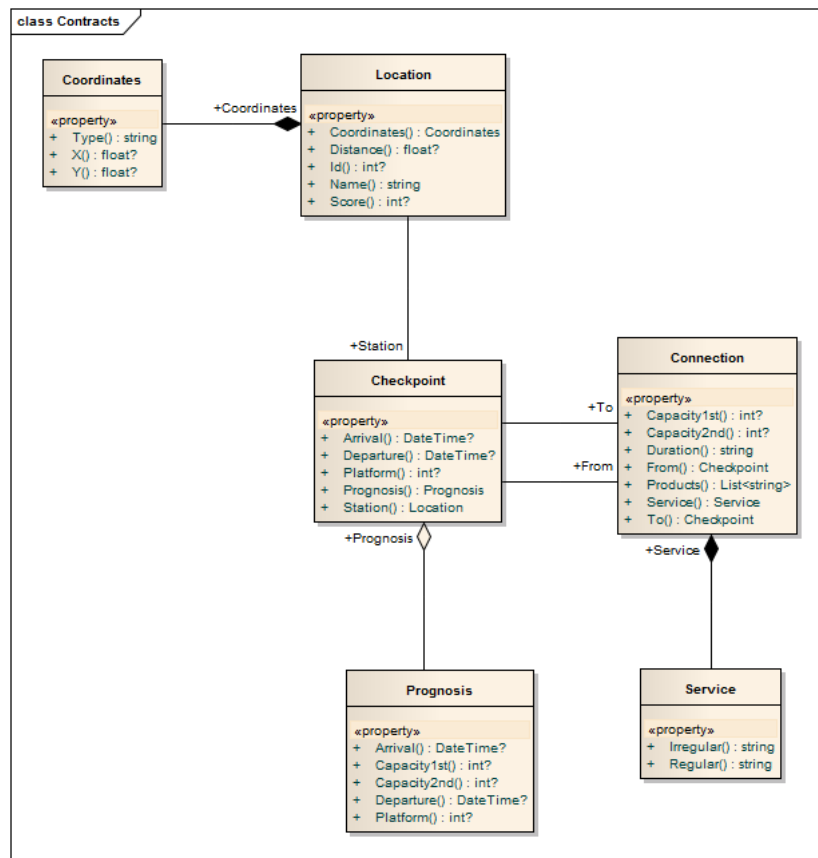 class Contracts
Coordinates
«property»
+ Type() : string
+ X() : float?
+ Y() : float?
+Coordinates
Location
«property»
+ Coordinates() : Coordinates
+ Distance() : float?
+ Id() : int?
+ Name() : string
+ Score() : int?
+Station
Checkpoint
«property»
+ Arrival() : DateTime?
+ Departure() : DateTime?
+ Platform() : int?
+ Prognosis() : Prognosis
+ Station() : Location
+To
+From
Connection
«property»
+ Capacity1st() : int?
+ Capacity2nd() : int?
+ Duration() : string
+ From() : Checkpoint
+ Products() : List<string>
+ Service() : Service
+ To() : Checkpoint
+Prognosis
+Service
Prognosis
«property»
+ Arrival() : DateTime?
+ Capacity1st() : int?
+ Capacity2nd() : int?
+ Departure() : DateTime?
+ Platform() : int?
Service
«property»
+ Irregular() : string
+ Regular() : string